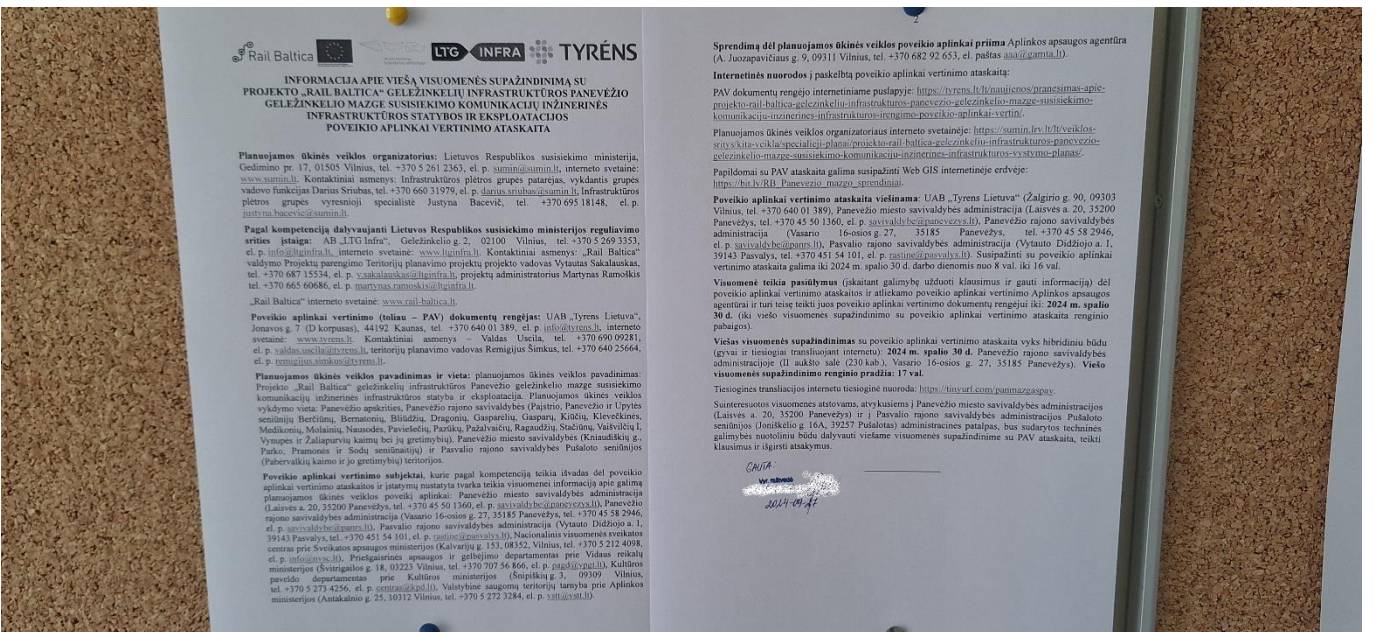 Rail Baltica
LTG INFRA
TYRÉNS
INFORMACIJA APIE VIEŠĄ VISUOMENĖS SUPAŽINDINIMĄ SU
PROJEKTO „RAIL BALTICA“ GELEŽINKELIŲ INFRASTRUKTŪROS PANEVĖŽIO
GELEŽINKELIO MAZGE SUSISIEKIMO KOMUNIKACIJŲ INŽINERINĖS
INFRASTRUKTŪROS STATYBOS IR EKSPLOATACIJOS
POVEIKIO APLINKAI VERTINIMO ATASKAITA
Planuojamos ūkinės veiklos organizatorius: Lietuvos Respublikos susisiekimo ministerija,
Gedimino pr. 17, 01505 Vilnius, tel. +370 5 261 2363, el. p. sumin@sumin.lt, interneto svetainė:
www.sumin.lt. Kontaktiniai asmenys: Infrastruktūros plėtros grupės patarėjas, vykdantis grupės
vadovo funkcijas Darius Sriubas, tel. +370 660 31979, el. p. darius.sriubas@sumin.lt, Infrastruktūros
plėtros grupės vyresnioji specialistė Justyna Bacevič, tel. +370 695 18148, el. p.
justyna.bacevic@sumin.lt.
Pagal kompetenciją dalyvaujanti Lietuvos Respublikos susisiekimo ministerijos reguliavimo
srities įstaiga: AB „LTG Infra“, Geležinkelio g. 2, 02100 Vilnius, tel. +370 5 269 3353,
el. p. info@ltginfra.lt, interneto svetainė: www.ltginfra.lt. Kontaktiniai asmenys: „Rail Baltica“
valdymo Projektų parengimo Teritorijų planavimo projektų projekto vadovas Vytautas Sakalauskas,
tel. +370 687 15534, el. p. v.sakalauskas@ltginfra.lt, projektų administratorius Martynas Ramoškis
tel. +370 665 60686, el. p. martynas.ramoskis@ltginfra.lt.
„Rail Baltica“ interneto svetainė: www.rail-baltica.lt.
Poveikio aplinkai vertinimo (toliau – PAV) dokumentų rengėjas: UAB „Tyrens Lietuva“,
Jonavos g. 7 (D korpusas), 44192 Kaunas, tel. +370 640 01 389, el. p. info@tyrens.lt, interneto
svetainė: www.tyrens.lt. Kontaktiniai asmenys – Valdas Uscila, tel. +370 690 09281,
el. p. valdas.uscila@tyrens.lt, teritorijų planavimo vadovas Remigijus Šimkus, tel. +370 640 25664,
el. p. remigijus.simkus@tyrens.lt.
Planuojamos ūkinės veiklos pavadinimas ir vieta: planuojamos ūkinės veiklos pavadinimas:
Projekto „Rail Baltica“ geležinkelių infrastruktūros Panevėžio geležinkelio mazge susisiekimo
komunikacijų inžinerinės infrastruktūros statyba ir eksploatacija. Planuojamos ūkinės veiklos
vykdymo vieta: Panevėžio apskrities, Panevėžio rajono savivaldybės (Paįstrio, Panevėžio ir Upytės
seniūnijų Berčiūnų, Bernatonių, Bliūdžių, Dragonių, Gasparelių, Gasparų, Kiūčių, Klevečkinės,
Medikonių, Molainių, Nausodės, Paviešečių, Pazūkų, Pažalvaičių, Ragaudžių, Stačiūnų, Vaišvilčių I,
Vynupės ir Žaliapurvių kaimų bei jų gretimybių), Panevėžio miesto savivaldybės (Kniaudiškių g.,
Parko, Pramonės ir Sodų seniūnaitijų) ir Pasvalio rajono savivaldybės Pušaloto seniūnijos
(Pabervalkių kaimo ir jo gretimybių) teritorijos.
Poveikio aplinkai vertinimo subjektai, kurie pagal kompetenciją teikia išvadas dėl poveikio
aplinkai vertinimo ataskaitos ir įstatymų nustatyta tvarka teikia visuomenei informaciją apie galimą
planuojamos ūkinės veiklos poveikį aplinkai: Panevėžio miesto savivaldybės administracija
(Laisvės a. 20, 35200 Panevėžys, tel. +370 45 50 1360, el. p. savivaldybe@panevezys.lt), Panevėžio
rajono savivaldybės administracija (Vasario 16-osios g. 27, 35185 Panevėžys, tel. +370 45 58 2946,
el. p. savivaldybe@panrs.lt), Pasvalio rajono savivaldybės administracija (Vytauto Didžiojo a. 1,
39143 Pasvalys, tel. +370 451 54 101, el. p. rastine@pasvalys.lt), Nacionalinis visuomenės sveikatos
centras prie Sveikatos apsaugos ministerijos (Kalvarijų g. 153, 08352, Vilnius, tel. +370 5 212 4098,
el. p. info@nvsc.lt), Priešgaisrinės apsaugos ir gelbėjimo departamentas prie Vidaus reikalų
ministerijos (Švitrigailos g. 18, 03223 Vilnius, tel. +370 707 56 866, el. p. pagd@vpgt.lt), Kultūros
paveldo departamentas prie Kultūros ministerijos (Šnipiškių g. 3, 09309 Vilnius,
tel. +370 5 273 4256, el. p. centras@kpd.lt), Valstybinė saugomų teritorijų tarnyba prie Aplinkos
ministerijos (Antakalnio g. 25, 10312 Vilnius, tel. +370 5 272 3284, el. p. vstt@vstt.lt).
2
Sprendimą dėl planuojamos ūkinės veiklos poveikio aplinkai priima Aplinkos apsaugos agentūra
(A. Juozapavičiaus g. 9, 09311 Vilnius, tel. +370 682 92 653, el. paštas aaa@gamta.lt).
Internetinės nuorodos į paskelbtą poveikio aplinkai vertinimo ataskaitą:
PAV dokumentų rengėjo internetiniame puslapyje: https://tyrens.lt/lt/naujienos/pranesimas-apie-
projekto-rail-baltica-gelezinkeliu-infrastrukturos-panevezio-gelezinkelio-mazge-susisiekimo-
komunikaciju-inzinerines-infrastrukturos-irengimo-poveikio-aplinkai-vertin/.
Planuojamos ūkinės veiklos organizatoriaus interneto svetainėje: https://sumin.lrv.lt/lt/veiklos-
sritys/kita-veikla/specialieji-planai/projekto-rail-baltica-gelezinkeliu-infrastrukturos-panevezio-
gelezinkelio-mazge-susisiekimo-komunikaciju-inzinerines-infrastrukturos-vystymo-planas/.
Papildomai su PAV ataskaita galima susipažinti Web GIS internetinėje erdvėje:
https://bit.ly/RB_Panevezio_mazgo_sprendiniai.
Poveikio aplinkai vertinimo ataskaita viešinama: UAB „Tyrens Lietuva“ (Žalgirio g. 90, 09303
Vilnius, tel. +370 640 01 389), Panevėžio miesto savivaldybės administracija (Laisvės a. 20, 35200
Panevėžys, tel. +370 45 50 1360, el. p. savivaldybe@panevezys.lt), Panevėžio rajono savivaldybės
administracija (Vasario 16-osios g. 27, 35185 Panevėžys, tel. +370 45 58 2946,
el. p. savivaldybe@panrs.lt), Pasvalio rajono savivaldybės administracija (Vytauto Didžiojo a. 1,
39143 Pasvalys, tel. +370 451 54 101, el. p. rastine@pasvalys.lt). Susipažinti su poveikio aplinkai
vertinimo ataskaita galima iki 2024 m. spalio 30 d. darbo dienomis nuo 8 val. iki 16 val.
Visuomenė teikia pasiūlymus (įskaitant galimybę užduoti klausimus ir gauti informaciją) dėl
poveikio aplinkai vertinimo ataskaitos ir atliekamo poveikio aplinkai vertinimo Aplinkos apsaugos
agentūrai ir turi teisę teikti juos poveikio aplinkai vertinimo dokumentų rengėjui iki: 2024 m. spalio
30 d. (iki viešo visuomenės supažindinimo su poveikio aplinkai vertinimo ataskaita renginio
pabaigos).
Viešas visuomenės supažindinimas su poveikio aplinkai vertinimo ataskaita vyks hibridiniu būdu
(gyvai ir tiesiogiai transliuojant internetu): 2024 m. spalio 30 d. Panevėžio rajono savivaldybės
administracijoje (II aukšto salė (230 kab.), Vasario 16-osios g. 27, 35185 Panevėžys). Viešo
visuomenės supažindinimo renginio pradžia: 17 val.
Tiesioginės transliacijos internetu tiesioginė nuoroda: https://tinyurl.com/panmazgaspav.
Suinteresuotos visuomenės atstovams, atvykusiems į Panevėžio miesto savivaldybės administracijos
(Laisvės a. 20, 35200 Panevėžys) ir į Pasvalio rajono savivaldybės administracijos Pušaloto
seniūnijos (Joniškėlio g. 16A, 39257 Pušalotas) administracines patalpas, bus sudarytos techninės
galimybės nuotoliniu būdu dalyvauti viešame visuomenės supažindinime su PAV ataskaita, teikti
klausimus ir išgirsti atsakymus.
GAUTA: